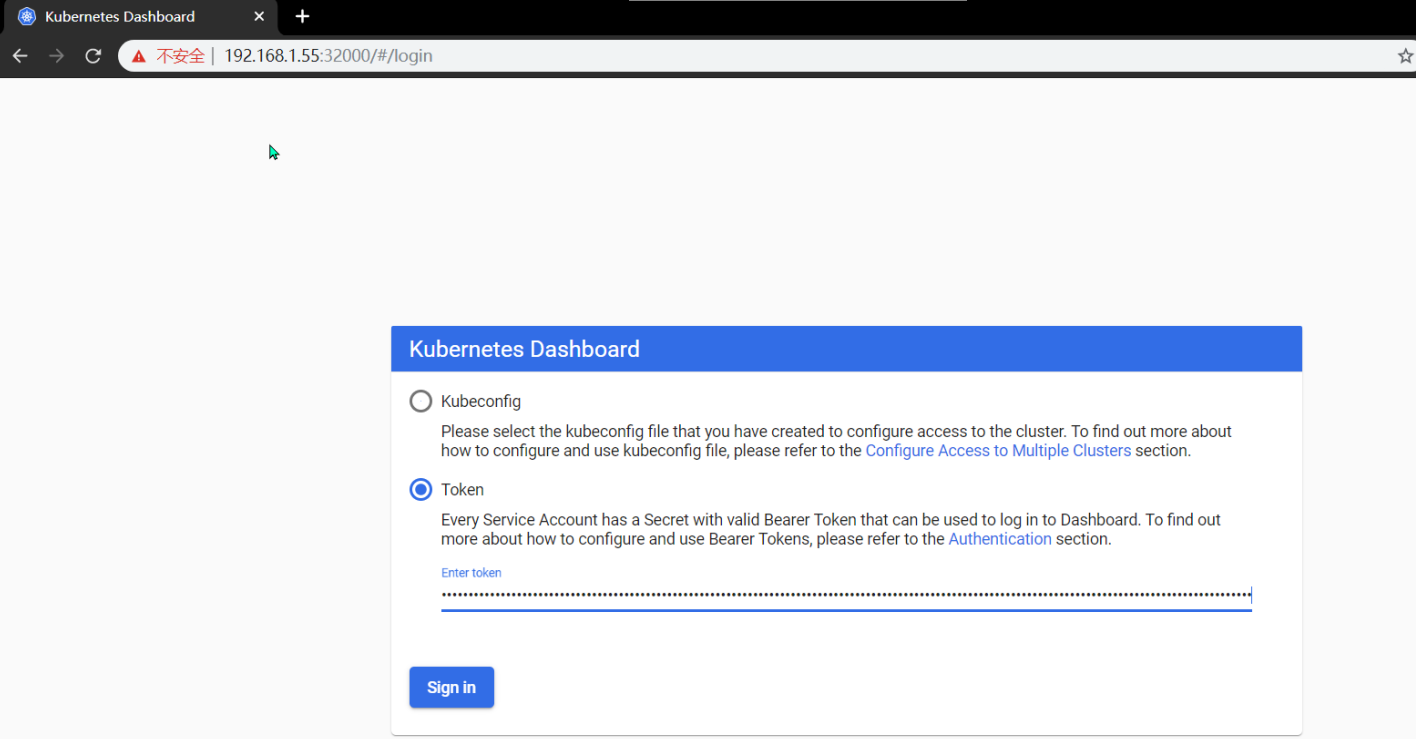 Kubernetes Dashboard
不安全 192.168.1.55:32000/#/login
Kubernetes Dashboard
Kubeconfig
Please select the kubeconfig file that you have created to configure access to the cluster. To find out more about
how to configure and use kubeconfig file, please refer to the Configure Access to Multiple Clusters section.
Token
Every Service Account has a Secret with valid Bearer Token that can be used to log in to Dashboard. To find out
more about how to configure and use Bearer Tokens, please refer to the Authentication section.
Enter token
Sign in